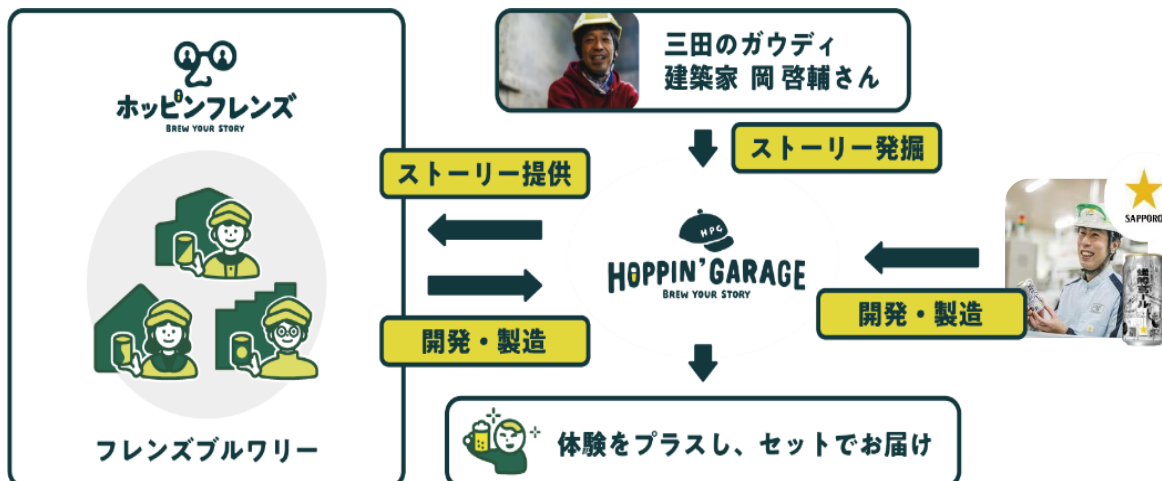 ホッピンフレンズ
BREW YOUR STORY
フレンズブルワリー
三田のガウディ
建築家 岡 啓輔さん
ストーリー発掘
ストーリー提供
HPG
HOPPIN' GARAGE
BREW YOUR STORY
開発・製造
開発・製造
SAPPORO
体験をプラスし、セットでお届け